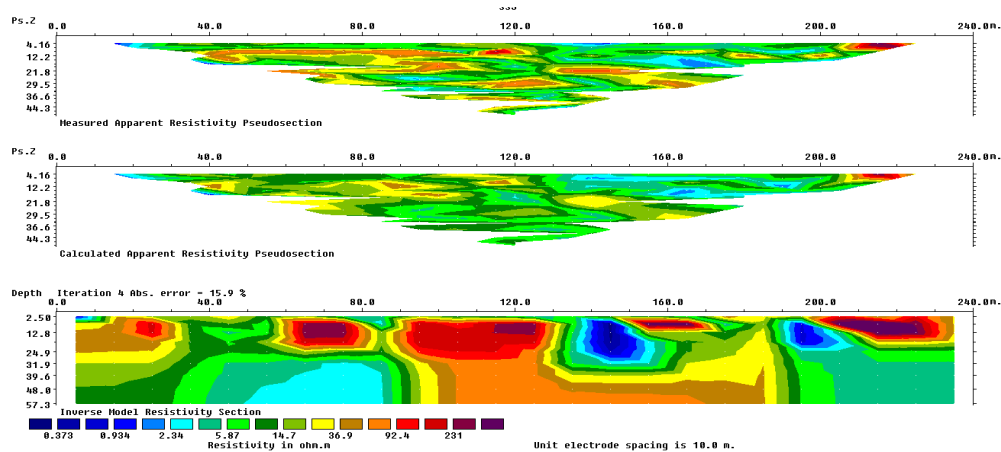 Ps.Z 0.0 40.0 80.0 120.0 160.0 200.0 240.0m.
4.16
12.2
21.8
29.5
36.6
44.3
Measured Apparent Resistivity Pseudosection
Ps.Z 0.0 40.0 80.0 120.0 160.0 200.0 240.0m.
4.16
12.2
21.8
29.5
36.6
44.3
Calculated Apparent Resistivity Pseudosection
Depth Iteration 4 Abs. error = 15.9 %
0.0 40.0 80.0 120.0 160.0 200.0 240.0m.
2.50
12.8
24.9
31.9
39.6
48.0
57.3
Inverse Model Resistivity Section
0.373 0.934 2.34 5.87 14.7 36.9 92.4 231
Resistivity in ohm.m Unit electrode spacing is 10.0 m.